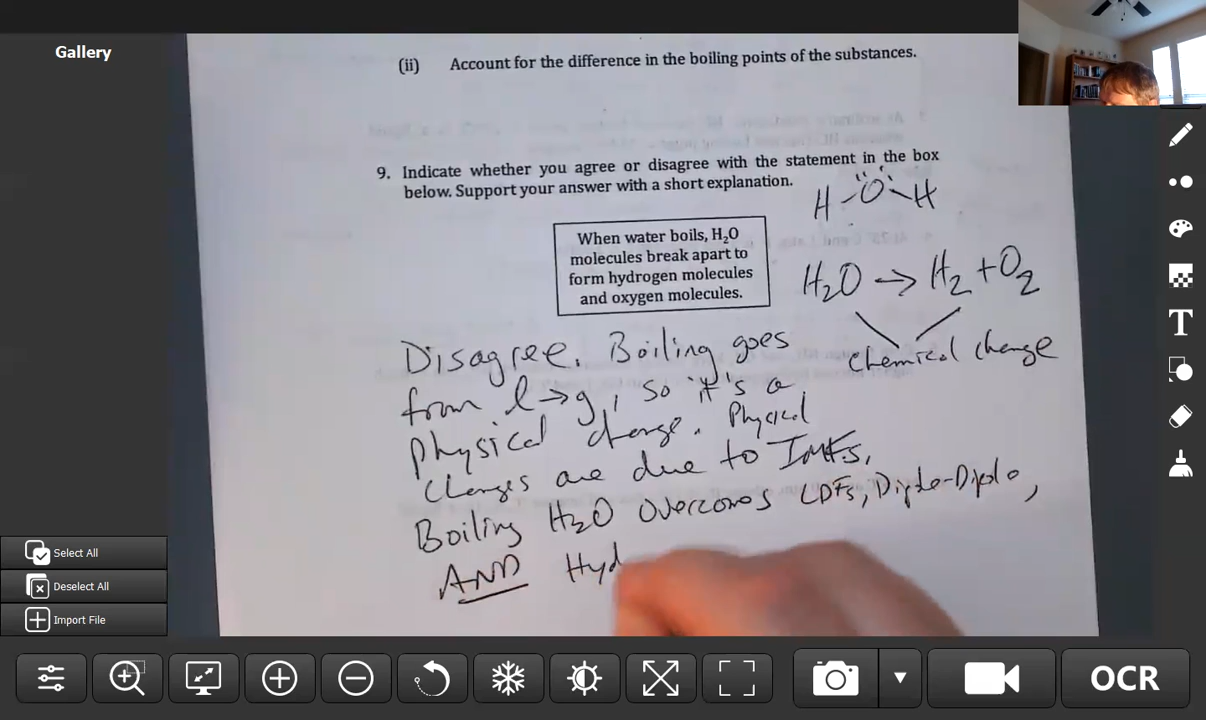 Gallery
(ii) Account for the difference in the boiling points of the substances.
9. Indicate whether you agree or disagree with the statement in the box
below. Support your answer with a short explanation.
H-O-H
When water boils, H₂O
molecules break apart to
form hydrogen molecules
and oxygen molecules.
H₂O → H₂ + O₂
chemical change
Disagree. Boiling goes
from l→g, so it's a
physical change. Physical
changes are due to IMFs.
Boiling H₂O overcomes LDFs, Dipole-Dipole,
AND Hyd
Select All
Deselect All
Import File
T
OCR